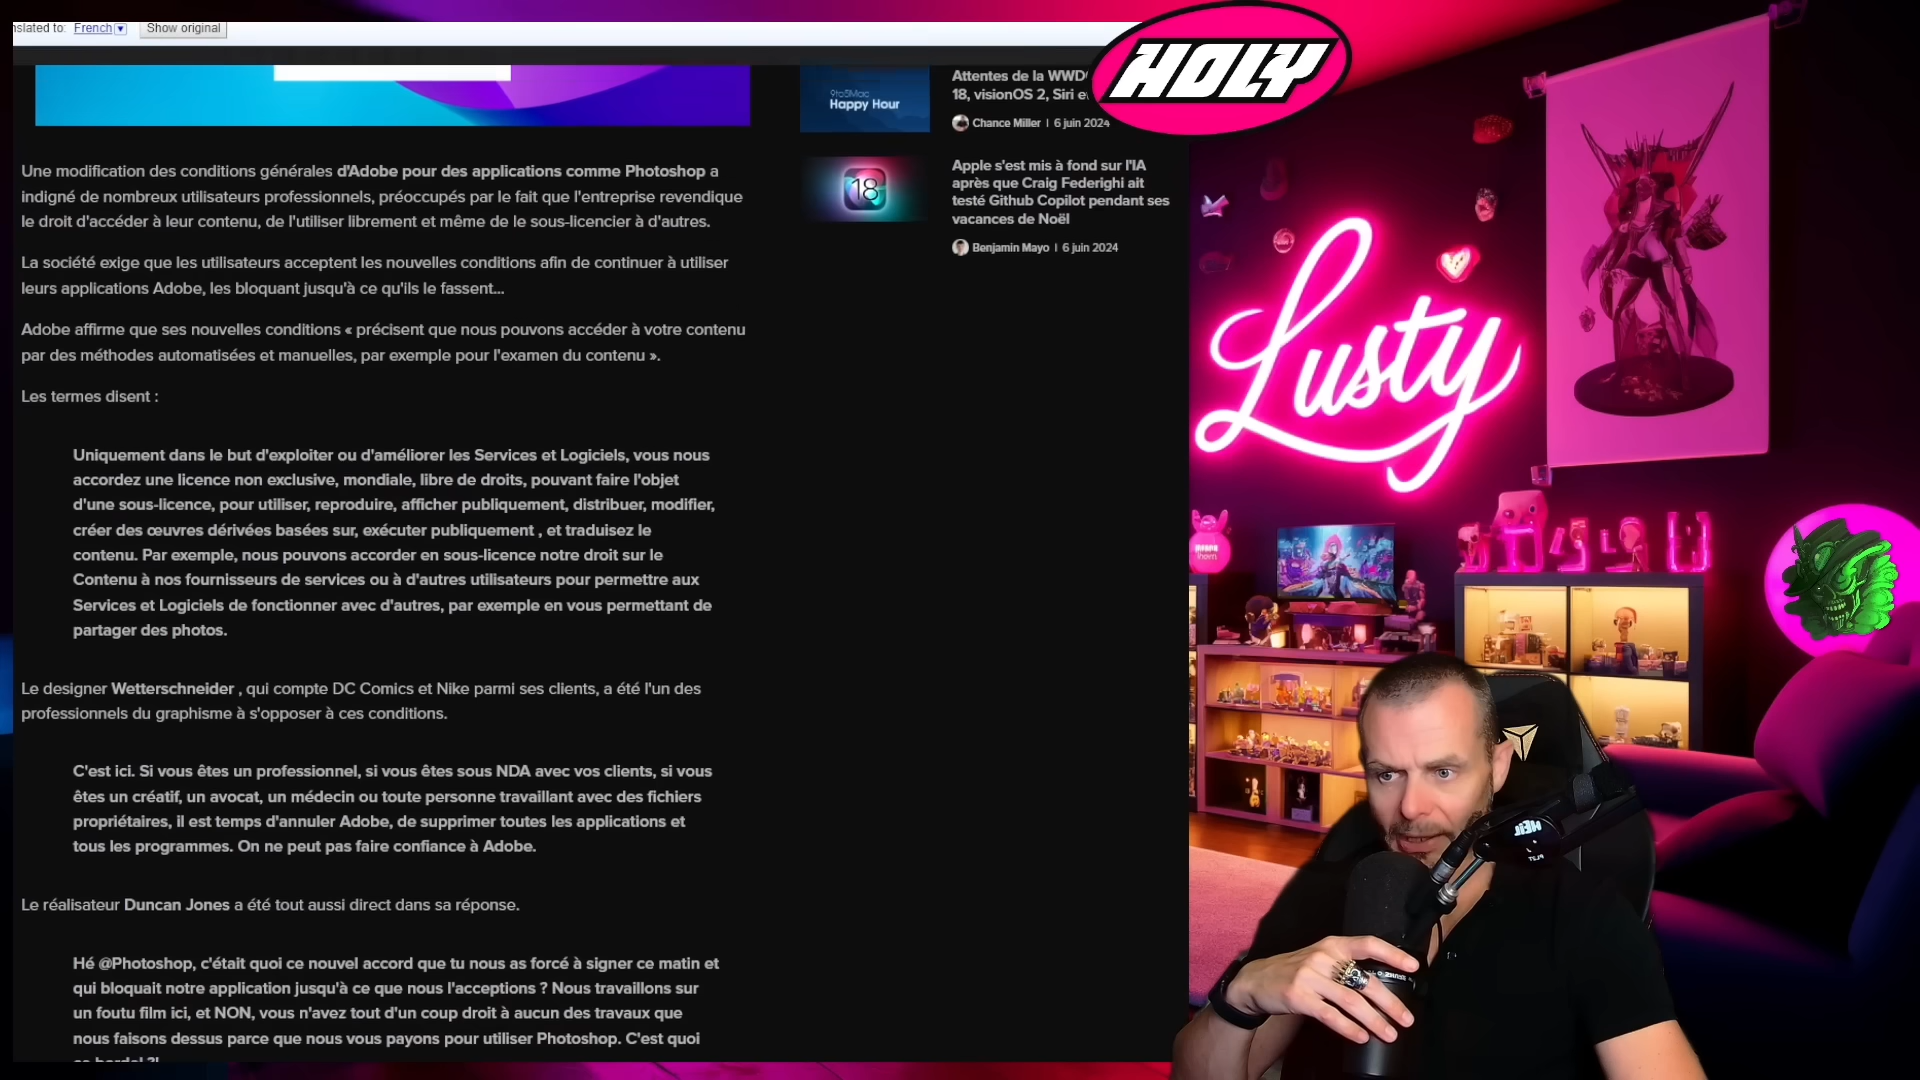 slated to: French Show original
9to5Mac
Happy Hour
Attentes de la WWD
18, visionOS 2, Siri e
Chance Miller | 6 juin 2024
18
Apple s'est mis à fond sur l'IA
après que Craig Federighi ait
testé Github Copilot pendant ses
vacances de Noël
Benjamin Mayo | 6 juin 2024
Une modification des conditions générales d'Adobe pour des applications comme Photoshop a
indigné de nombreux utilisateurs professionnels, préoccupés par le fait que l'entreprise revendique
le droit d'accéder à leur contenu, de l'utiliser librement et même de le sous-licencier à d'autres.
La société exige que les utilisateurs acceptent les nouvelles conditions afin de continuer à utiliser
leurs applications Adobe, les bloquant jusqu'à ce qu'ils le fassent...
Adobe affirme que ses nouvelles conditions « précisent que nous pouvons accéder à votre contenu
par des méthodes automatisées et manuelles, par exemple pour l'examen du contenu ».
Les termes disent :
Uniquement dans le but d'exploiter ou d'améliorer les Services et Logiciels, vous nous
accordez une licence non exclusive, mondiale, libre de droits, pouvant faire l'objet
d'une sous-licence, pour utiliser, reproduire, afficher publiquement, distribuer, modifier,
créer des œuvres dérivées basées sur, exécuter publiquement , et traduisez le
contenu. Par exemple, nous pouvons accorder en sous-licence notre droit sur le
Contenu à nos fournisseurs de services ou à d'autres utilisateurs pour permettre aux
Services et Logiciels de fonctionner avec d'autres, par exemple en vous permettant de
partager des photos.
Le designer Wetterschneider , qui compte DC Comics et Nike parmi ses clients, a été l'un des
professionnels du graphisme à s'opposer à ces conditions.
C'est ici. Si vous êtes un professionnel, si vous êtes sous NDA avec vos clients, si vous
êtes un créatif, un avocat, un médecin ou toute personne travaillant avec des fichiers
propriétaires, il est temps d'annuler Adobe, de supprimer toutes les applications et
tous les programmes. On ne peut pas faire confiance à Adobe.
Le réalisateur Duncan Jones a été tout aussi direct dans sa réponse.
Hé @Photoshop, c'était quoi ce nouvel accord que tu nous as forcé à signer ce matin et
qui bloquait notre application jusqu'à ce que nous l'acceptions ? Nous travaillons sur
un foutu film ici, et NON, vous n'avez tout d'un coup droit à aucun des travaux que
nous faisons dessus parce que nous vous payons pour utiliser Photoshop. C'est quoi
HOLY
Lusty